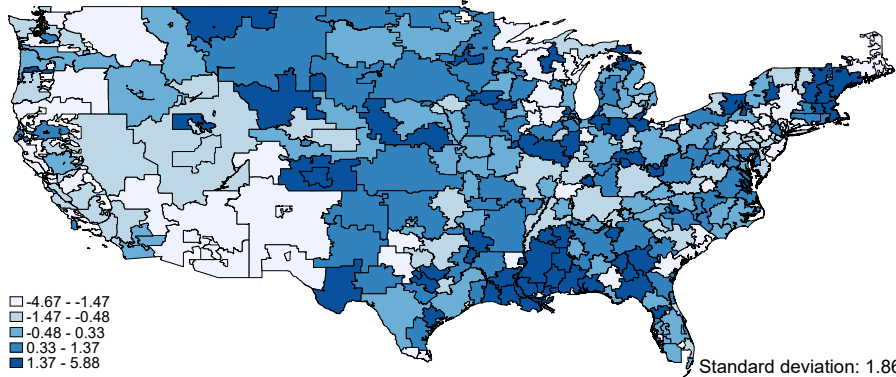 -4.67 - -1.47
-1.47 - -0.48
-0.48 - 0.33
0.33 - 1.37
1.37 - 5.88
Standard deviation: 1.86